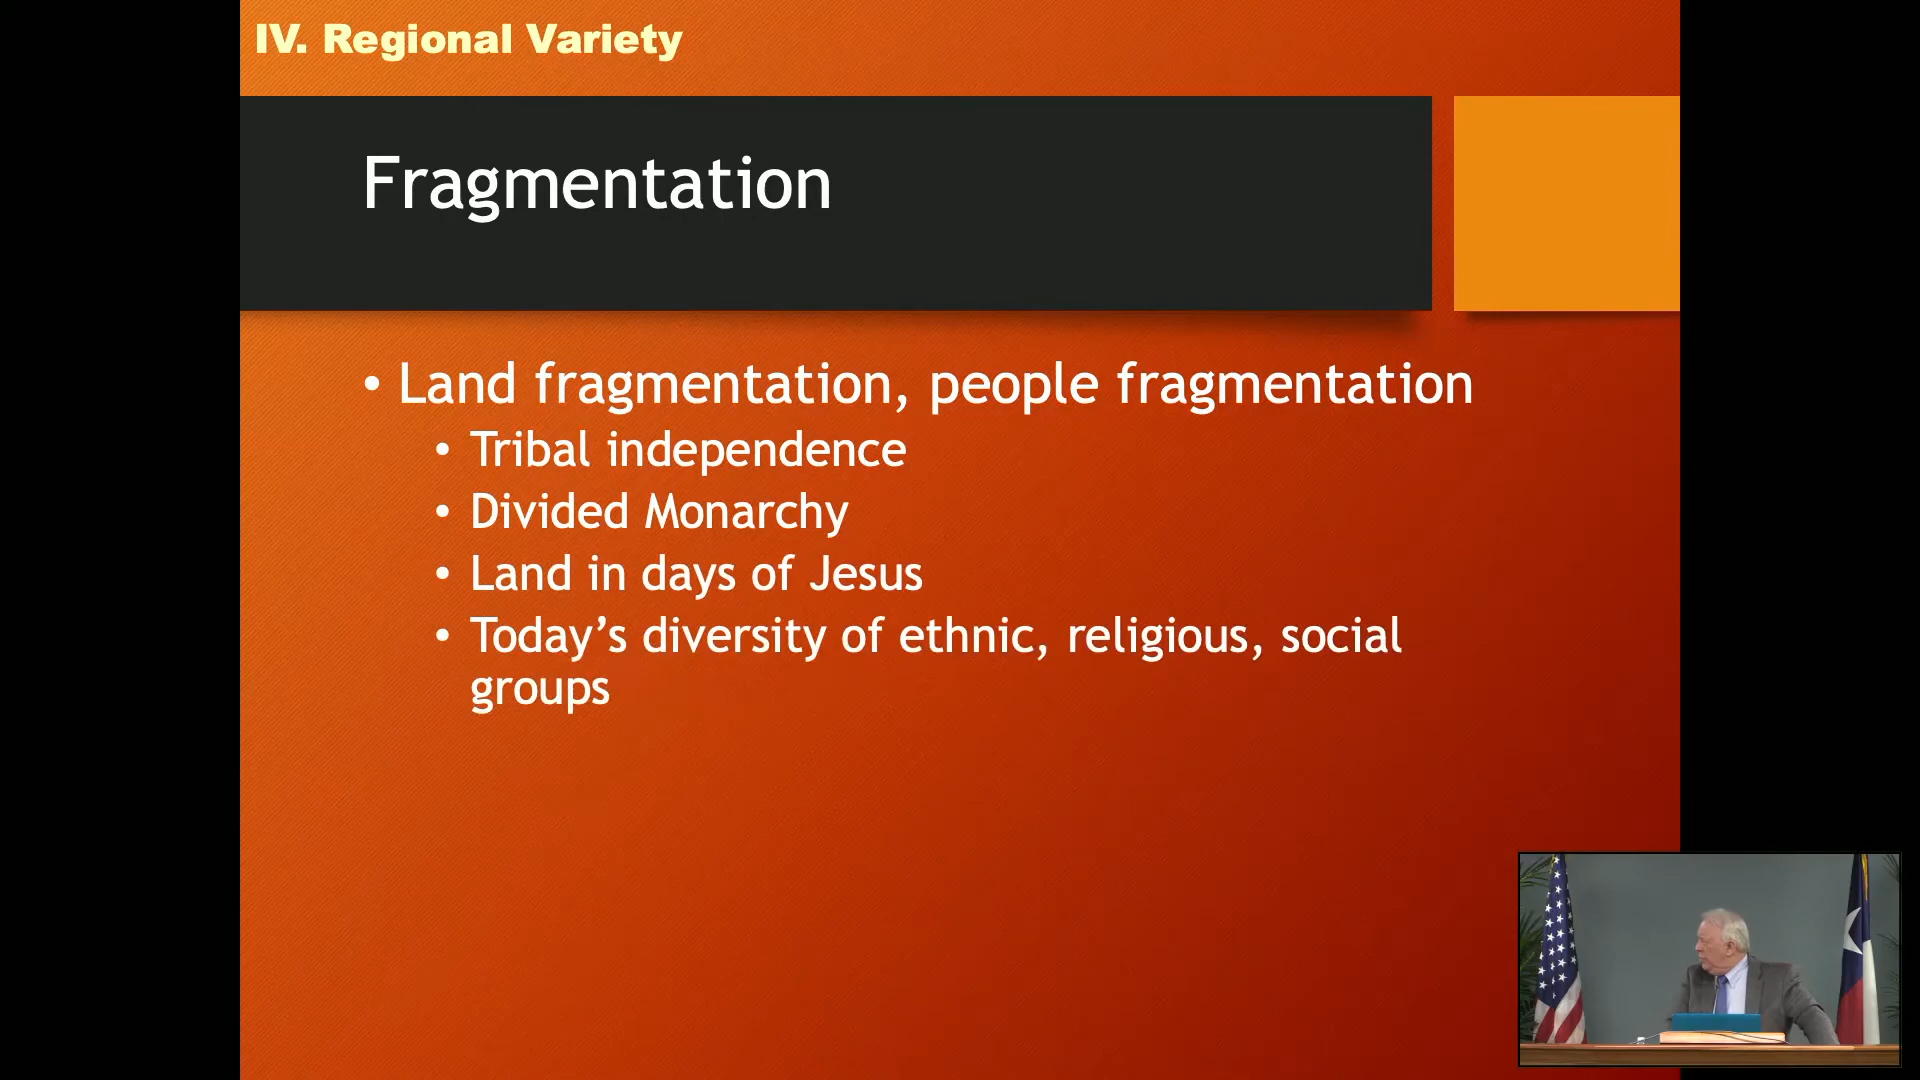 IV. Regional Variety
Fragmentation
• Land fragmentation, people fragmentation
• Tribal independence
• Divided Monarchy
• Land in days of Jesus
• Today’s diversity of ethnic, religious, social
groups